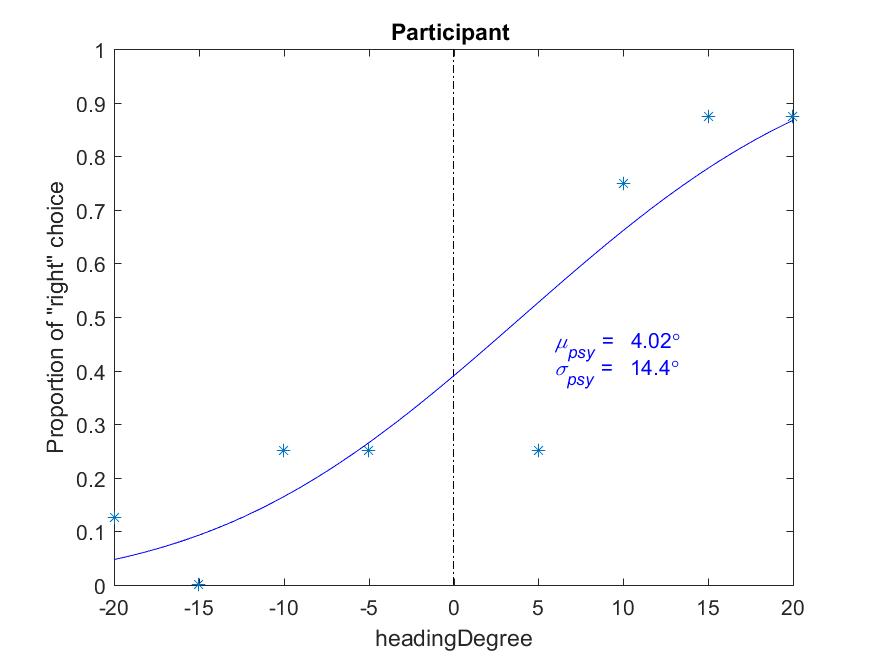 Participant
1
0.9
0.8
0.7
0.6
0.5
0.4
0.3
0.2
0.1
0
Proportion of "right" choice
μpsy = 4.02°
σpsy = 14.4°
-20 -15 -10 -5 0 5 10 15 20
headingDegree